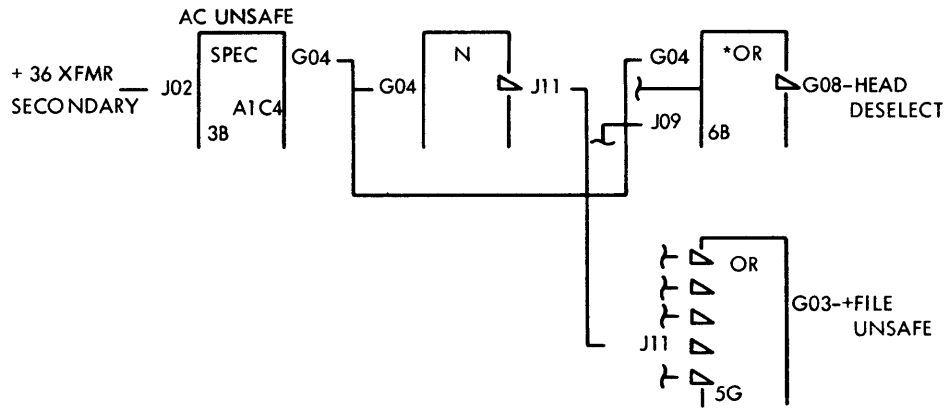 AC UNSAFE
+ 36 XFMR
SECONDARY
J02
SPEC
A1C4
3B
G04
G04
N
J11
G04
J09
*OR
6B
G08-HEAD
DESELECT
J11
OR
5G
G03-+FILE
UNSAFE